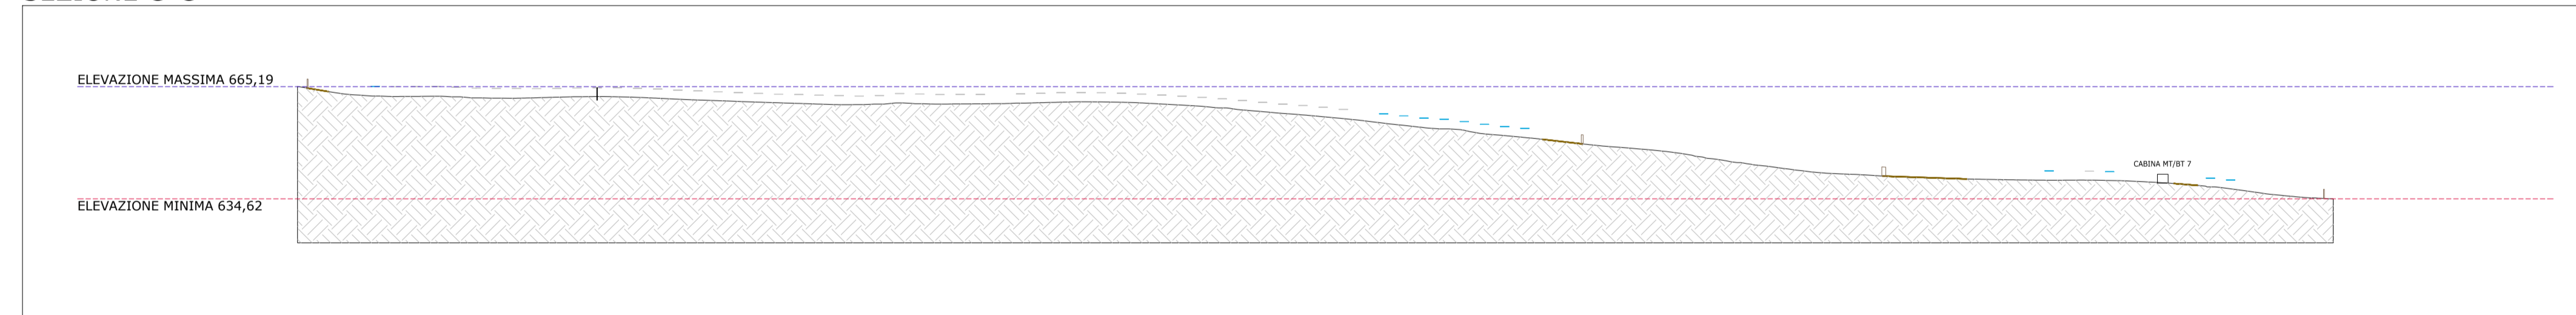 ELEVAZIONE MASSIMA 665,19
CABINA MT/BT 7
ELEVAZIONE MINIMA 634,62